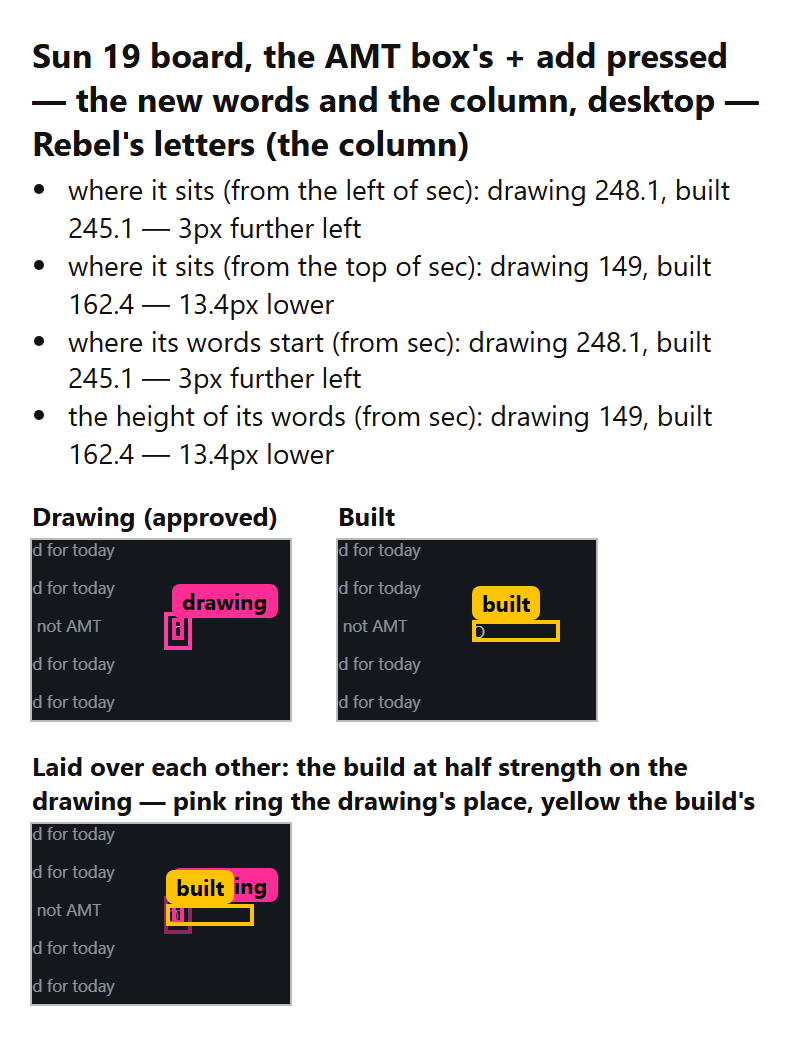 Sun 19 board, the AMT box's + add pressed
— the new words and the column, desktop —
Rebel's letters (the column)
• where it sits (from the left of sec): drawing 248.1, built
245.1 — 3px further left
• where it sits (from the top of sec): drawing 149, built
162.4 — 13.4px lower
• where its words start (from sec): drawing 248.1, built
245.1 — 3px further left
• the height of its words (from sec): drawing 149, built
162.4 — 13.4px lower
Drawing (approved)
d for today
d for today
drawing
not AMT
d for today
d for today
Built
d for today
d for today
built
not AMT
d for today
d for today
Laid over each other: the build at half strength on the
drawing — pink ring the drawing's place, yellow the build's
d for today
d for today
built ing
not AMT
d for today
d for today